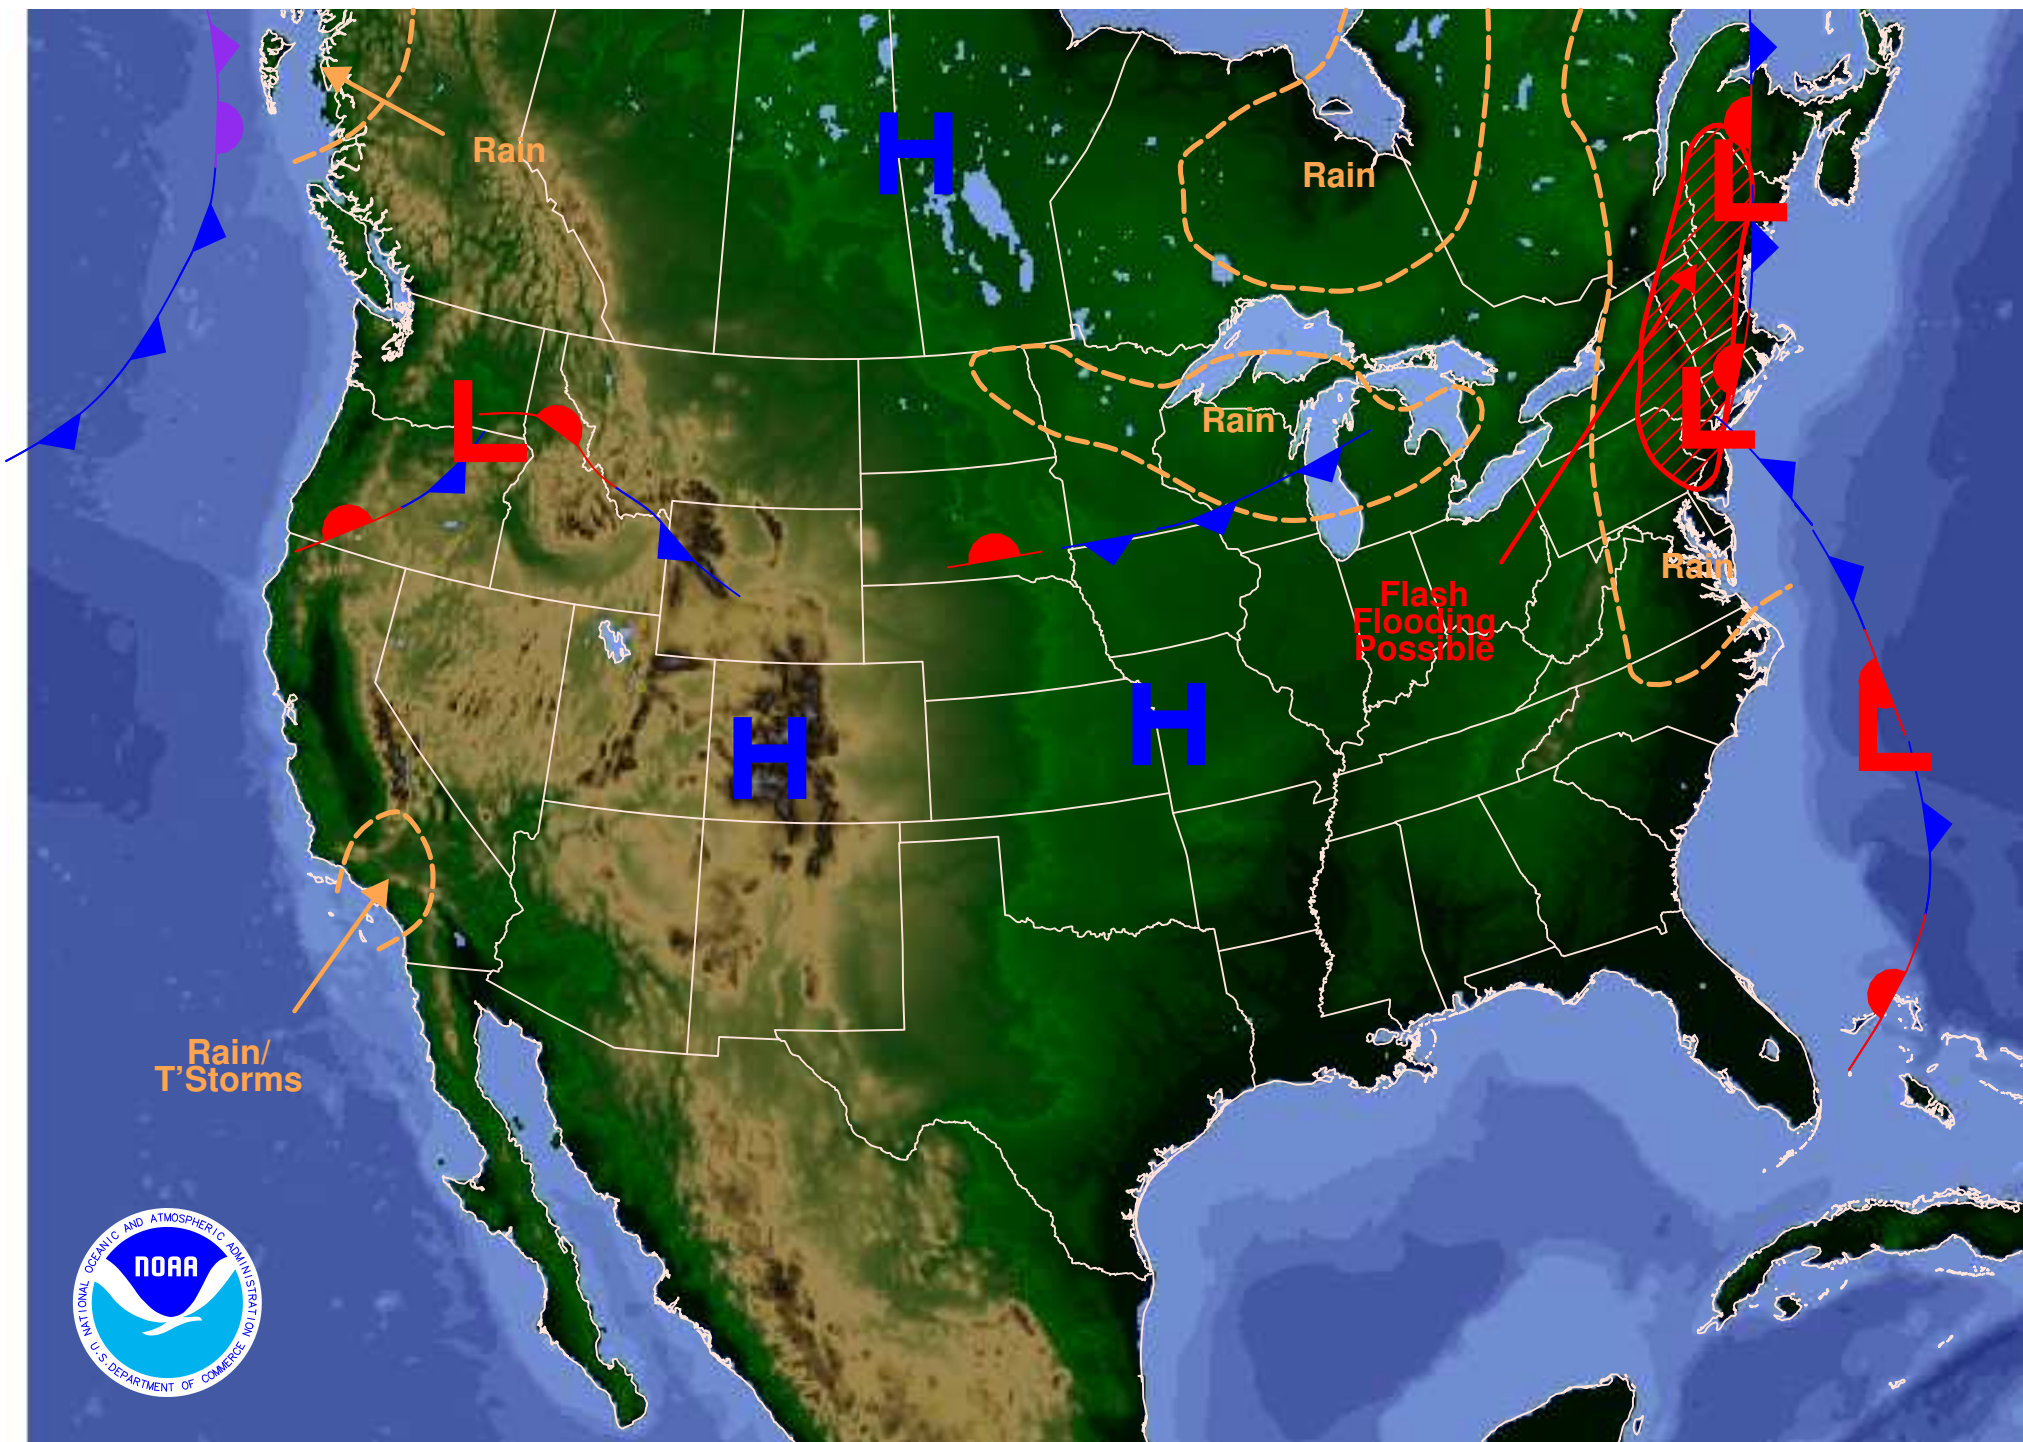 H
Rain
Rain
L
L
Rain
L
L
Rain
Flash
Flooding
Possible
H
H
L
Rain/
T'Storms
NATIONAL OCEANIC AND ATMOSPHERIC ADMINISTRATION
NOAA
U.S. DEPARTMENT OF COMMERCE